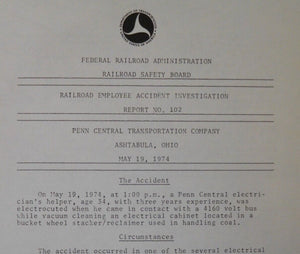 FEDERAL RAILROAD ADMINISTRATION
RAILROAD SAFETY BOARD
RAILROAD EMPLOYEE ACCIDENT INVESTIGATION
REPORT NO. 102
PENN CENTRAL TRANSPORTATION COMPANY
ASHTABULA, OHIO
MAY 19, 1974
The Accident
On May 19, 1974, at 1:00 p.m., a Penn Central electri-
cian's helper, age 34, with three years experience, was
electrocuted when he came in contact with a 4160 volt bus
while vacuum cleaning an electrical cabinet located in a
bucket wheel stacker/reclaimer used in handling coal.
Circumstances
The accident occurred in one of the several electrical